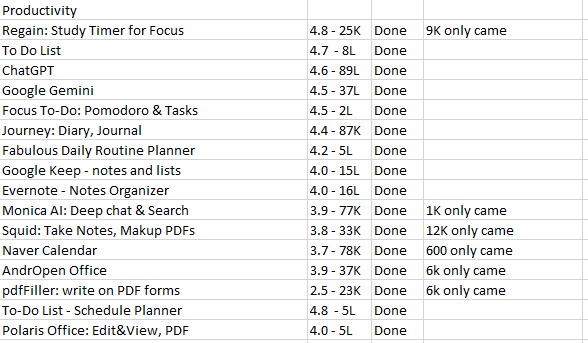 Productivity
Regain: Study Timer for Focus 4.8 - 25K Done 9K only came
To Do List 4.7 - 8L Done
ChatGPT 4.6 - 89L Done
Google Gemini 4.5 - 37L Done
Focus To-Do: Pomodoro & Tasks 4.5 - 2L Done
Journey: Diary, Journal 4.4 - 87K Done
Fabulous Daily Routine Planner 4.2 - 5L Done
Google Keep - notes and lists 4.0 - 15L Done
Evernote - Notes Organizer 4.0 - 16L Done
Monica AI: Deep chat & Search 3.9 - 77K Done 1K only came
Squid: Take Notes, Makup PDFs 3.8 - 33K Done 12K only came
Naver Calendar 3.7 - 78K Done 600 only came
AndrOpen Office 3.9 - 37K Done 6k only came
pdfFiller: write on PDF forms 2.5 - 23K Done 6k only came
To-Do List - Schedule Planner 4.8 - 5L Done
Polaris Office: Edit&View, PDF 4.0 - 5L Done